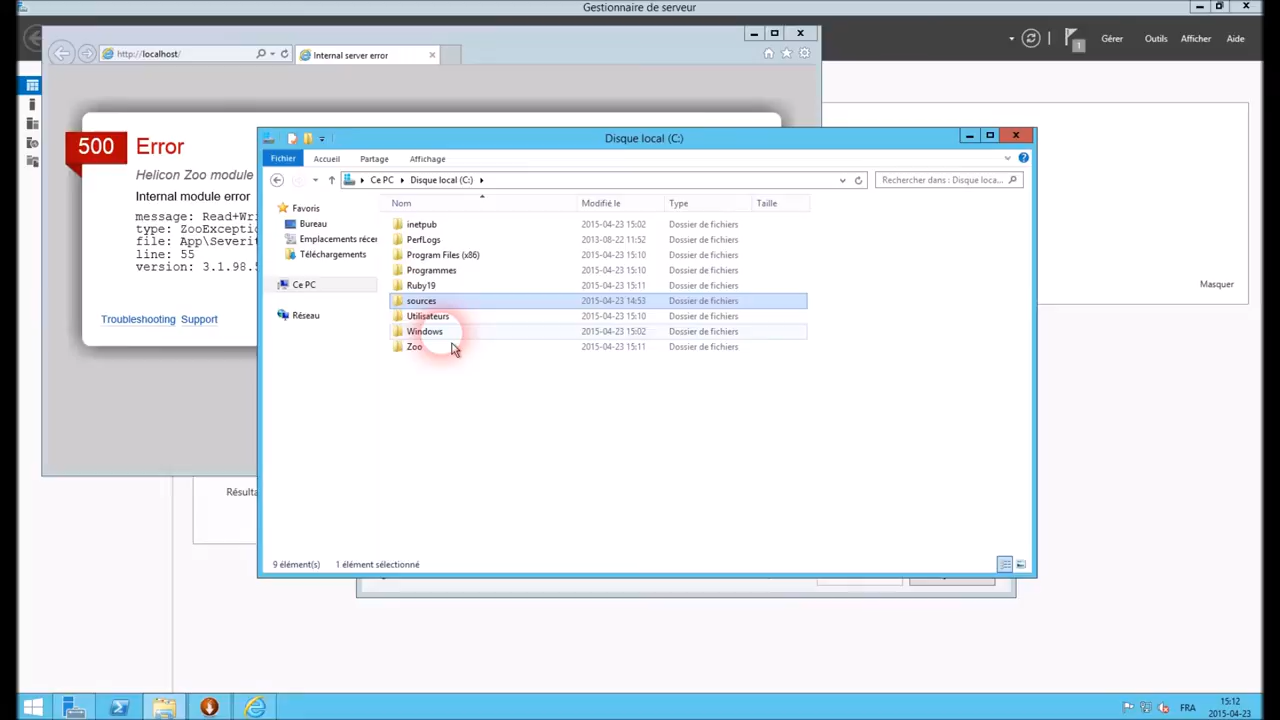 Gestionnaire de serveur
Gérer Outils Afficher Aide
http://localhost/
Internal server error
500 Error
Helicon Zoo module
Internal module error
message: Read+Wri
type: ZooExceptio
file: App\Severit
line: 55
version: 3.1.98.5
Troubleshooting Support
Masquer
Résulta
Disque local (C:)
Fichier Accueil Partage Affichage
Ce PC Disque local (C:)
Rechercher dans : Disque loca...
Favoris
Bureau
Emplacements récen
Téléchargements
Ce PC
Réseau
Nom Modifié le Type Taille
inetpub 2015-04-23 15:02 Dossier de fichiers
PerfLogs 2013-08-22 11:52 Dossier de fichiers
Program Files (x86) 2015-04-23 15:10 Dossier de fichiers
Programmes 2015-04-23 15:10 Dossier de fichiers
Ruby19 2015-04-23 15:11 Dossier de fichiers
sources 2015-04-23 14:53 Dossier de fichiers
Utilisateurs 2015-04-23 15:10 Dossier de fichiers
Windows 2015-04-23 15:02 Dossier de fichiers
Zoo 2015-04-23 15:11 Dossier de fichiers
9 élément(s) 1 élément sélectionné
FRA
15:12
2015-04-23